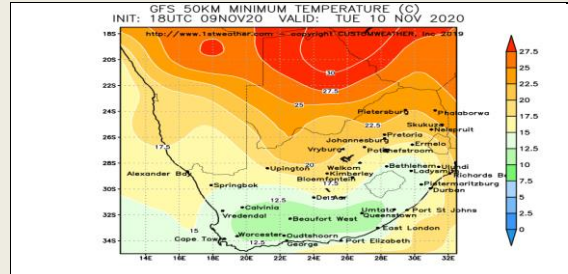 GFS 50KM MINIMUM TEMPERATURE (C)
INIT: 18UTC 09NOV20 VALID: TUE 10 NOV 2020
http://www.1stweather.com – copyright CUSTOMWEATHER, Inc 2019
18S
20S
22S
24S
26S
28S
30S
32S
34S
30
27.5
25
22.5
20
17.5
17.5
15
12.5
12.5
Pietersburg
Phalaborwa
Skukuza
Nelspruit
Johannesburg
Pretoria
Ermelo
Vryburg
Potchefstroom
Alexander Bay
Upington
Welkom
Kimberley
Bloemfontein
Bethlehem
Ulundi
Ladysmith
Richards B
Springbok
Pietermaritzburg
Durban
De Aar
Calvinia
Vredendal
Beaufort West
Umtata
Queenstown
Port St Johns
Cape Town
Worcester
Oudtshoorn
George
East London
Port Elizabeth
14E 16E 18E 20E 22E 24E 26E 28E 30E 32E
27.5
25
22.5
20
17.5
15
12.5
10
7.5
5
2.5
0